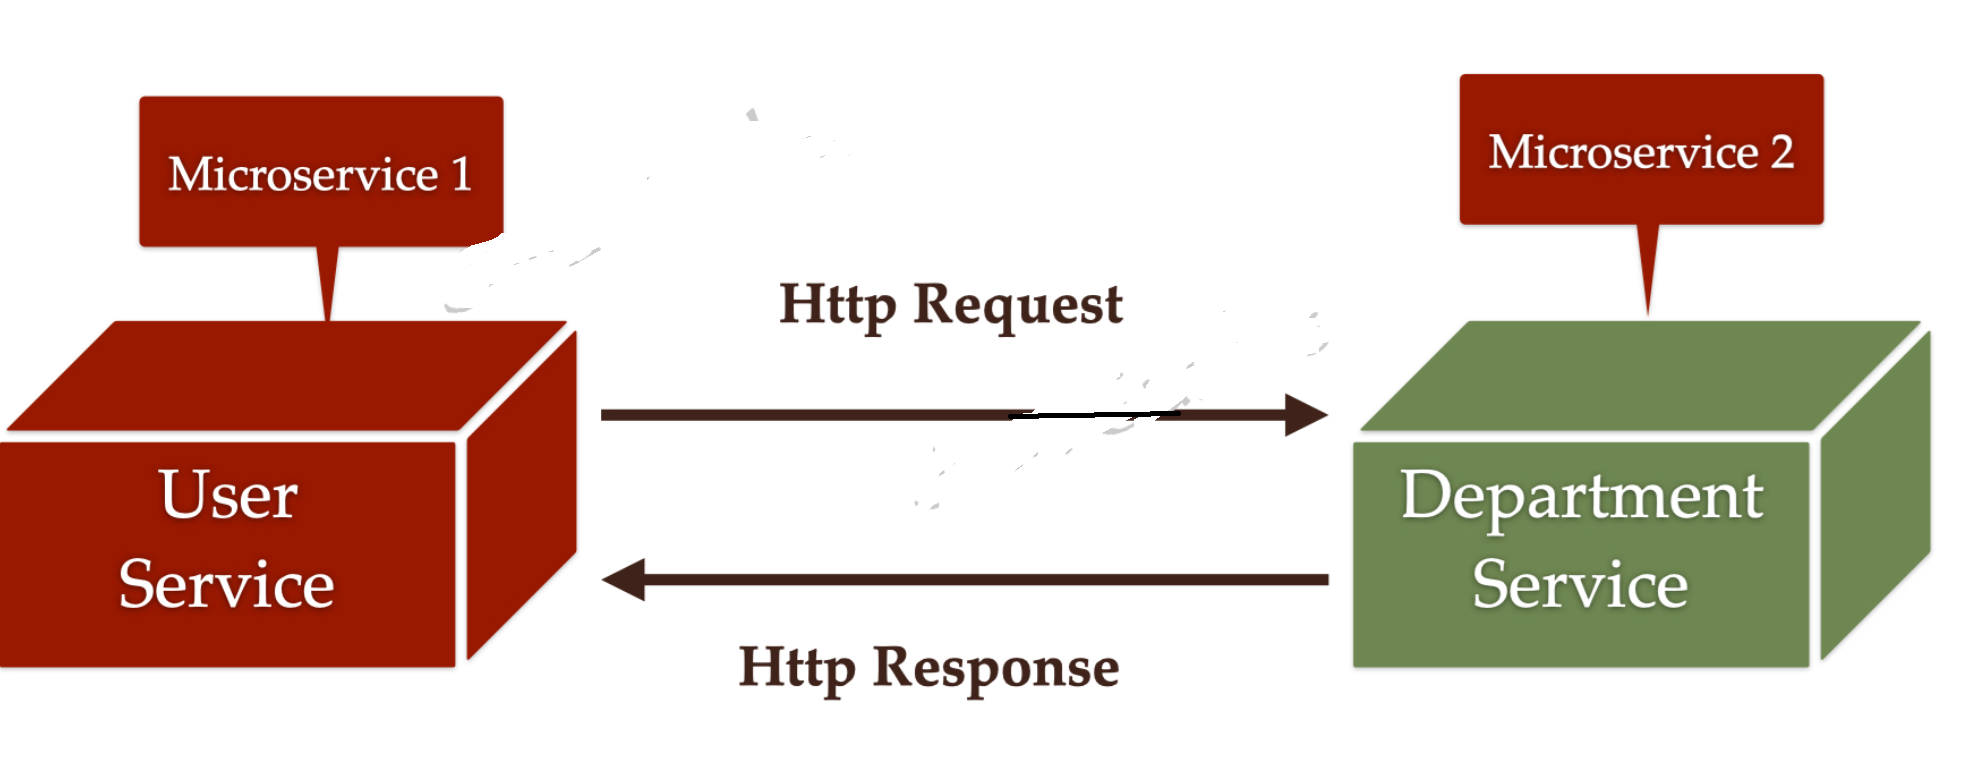 Microservice 1
Microservice 2
Http Request
User
Service
Department
Service
Http Response